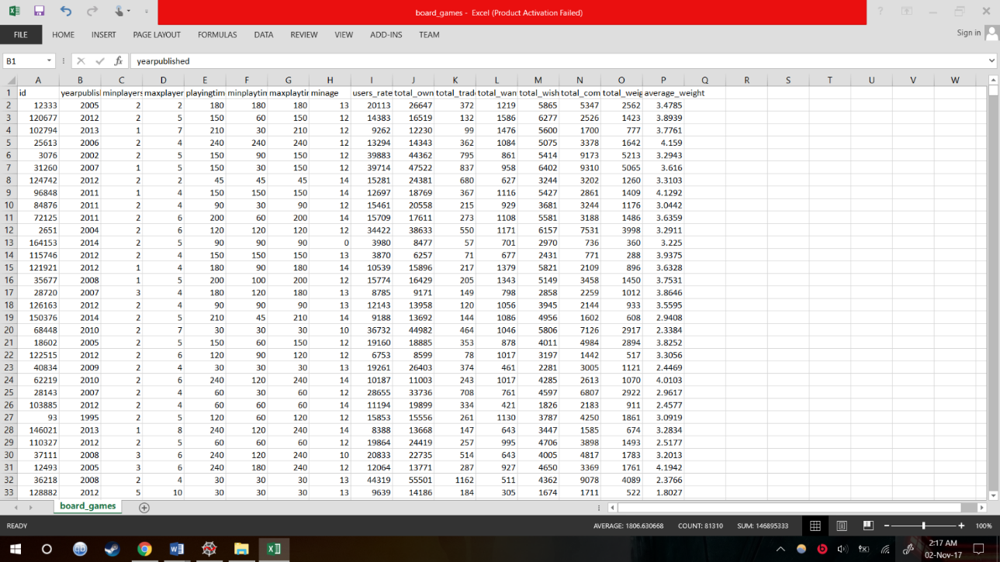 board_games - Excel (Product Activation Failed)
FILE HOME INSERT PAGE LAYOUT FORMULAS DATA REVIEW VIEW ADD-INS TEAM Sign in
B1 fx yearpublished
A B C D E F G H I J K L M N O P Q R S T U V W
1 id yearpublis minplayers maxplayer playingtim minplaytin maxplaytir minage users_rate total_own total_trad total_wan total_wish total_com total_weig average_weight
2 12333 2005 2 2 180 180 180 13 20113 26647 372 1219 5865 5347 2562 3.4785
3 120677 2012 2 5 150 60 150 12 14383 16519 132 1586 6277 2526 1423 3.8939
4 102794 2013 1 7 210 30 210 12 9262 12230 99 1476 5600 1700 777 3.7761
5 25613 2006 2 4 240 240 240 12 13294 14343 362 1084 5075 3378 1642 4.159
6 3076 2002 2 5 150 90 150 12 39883 44362 795 861 5414 9173 5213 3.2943
7 31260 2007 1 5 150 30 150 12 39714 47522 837 958 6402 9310 5065 3.616
8 124742 2012 2 2 45 45 45 14 15281 24381 680 627 3244 3202 1260 3.3103
9 96848 2011 1 4 150 150 150 14 12697 18769 367 1116 5427 2861 1409 4.1292
10 84876 2011 2 4 90 30 90 12 15461 20558 215 929 3681 3244 1176 3.0442
11 72125 2011 2 6 200 60 200 14 15709 17611 273 1108 5581 3188 1486 3.6359
12 2651 2004 2 6 120 120 120 12 34422 38633 550 1171 6157 7531 3998 3.2911
13 164153 2014 2 5 90 90 90 0 3980 8477 57 701 2970 736 360 3.225
14 115746 2012 2 4 150 150 150 13 3870 6257 71 677 2431 771 288 3.9375
15 121921 2012 1 4 180 90 180 14 10539 15896 217 1379 5821 2109 896 3.6328
16 35677 2008 1 5 200 100 200 12 15774 16429 205 1343 5149 3458 1450 3.7531
17 28720 2007 3 4 180 120 180 13 8785 9171 149 798 2858 2259 1012 3.8646
18 126163 2012 2 4 90 90 90 13 12143 13958 120 1056 3945 2144 933 3.5595
19 150376 2014 2 5 210 45 210 14 9188 13692 144 1086 4956 1602 608 2.9408
20 68448 2010 2 7 30 30 30 10 36732 44982 464 1046 5806 7126 2917 2.3384
21 18602 2005 2 5 150 60 150 12 19160 18885 353 878 4011 4984 2894 3.8252
22 122515 2012 2 6 120 90 120 12 6753 8599 78 1017 3197 1442 517 3.3056
23 40834 2009 2 4 30 30 30 13 19261 26403 374 461 2281 3005 1121 2.4469
24 62219 2010 2 6 240 120 240 14 10187 11003 243 1017 4285 2613 1070 4.0103
25 28143 2007 2 4 60 30 60 12 28655 33736 708 761 4597 6807 2922 2.9617
26 103885 2012 2 4 60 60 60 14 11194 19899 334 421 1826 2183 911 2.4577
27 93 1995 2 5 120 60 120 12 15853 15556 261 1130 3787 4250 1861 3.0919
28 146021 2013 1 8 240 120 240 14 8388 13668 147 643 3447 1585 674 3.2834
29 110327 2012 2 5 60 60 60 12 19864 24419 257 995 4706 3898 1493 2.5177
30 37111 2008 3 6 240 120 240 10 20833 22735 514 643 4005 4817 1783 3.2013
31 12493 2005 3 6 240 180 240 12 12064 13771 287 927 4650 3369 1761 4.1942
32 36218 2008 2 4 30 30 30 13 44319 55501 1162 511 4362 9078 4089 2.3766
33 128882 2012 5 10 30 30 30 13 9639 14186 184 305 1674 1711 522 1.8027
board_games
READY AVERAGE: 1806.630668 COUNT: 81310 SUM: 146895333 100%
2:17 AM
02-Nov-17